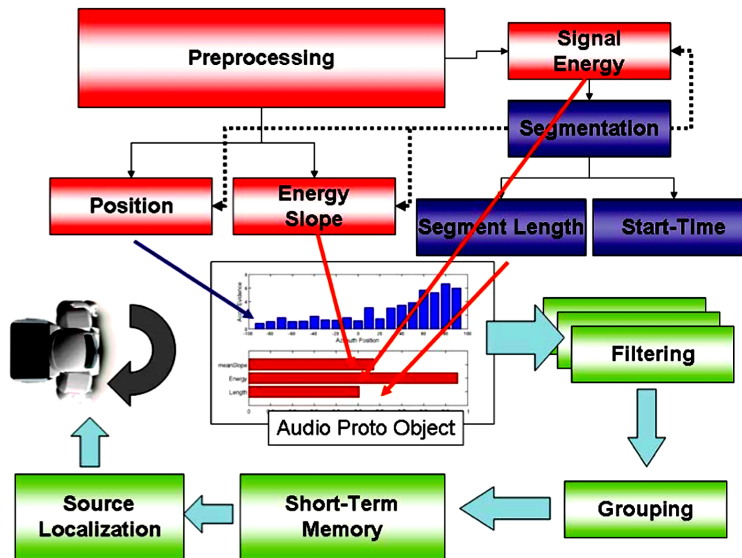 Preprocessing
Signal
Energy
Segmentation
Position
Energy
Slope
Segment Length
Start-Time
Azimuth Position
meanSlope
Energy
Length
Audio Proto Object
Filtering
Source
Localization
Short-Term
Memory
Grouping